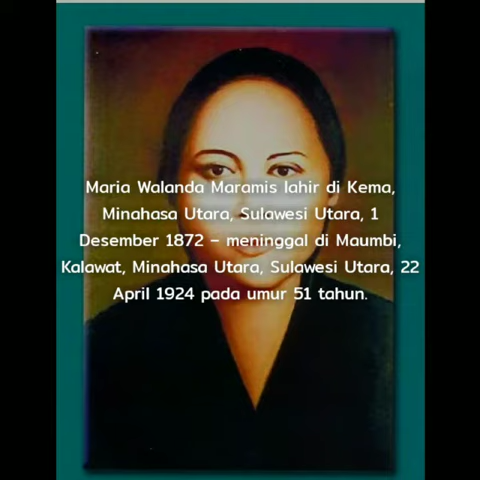 Maria Walanda Maramis lahir di Kema,
Minahasa Utara, Sulawesi Utara, 1
Desember 1872 – meninggal di Maumbi,
Kalawat, Minahasa Utara, Sulawesi Utara, 22
April 1924 pada umur 51 tahun.